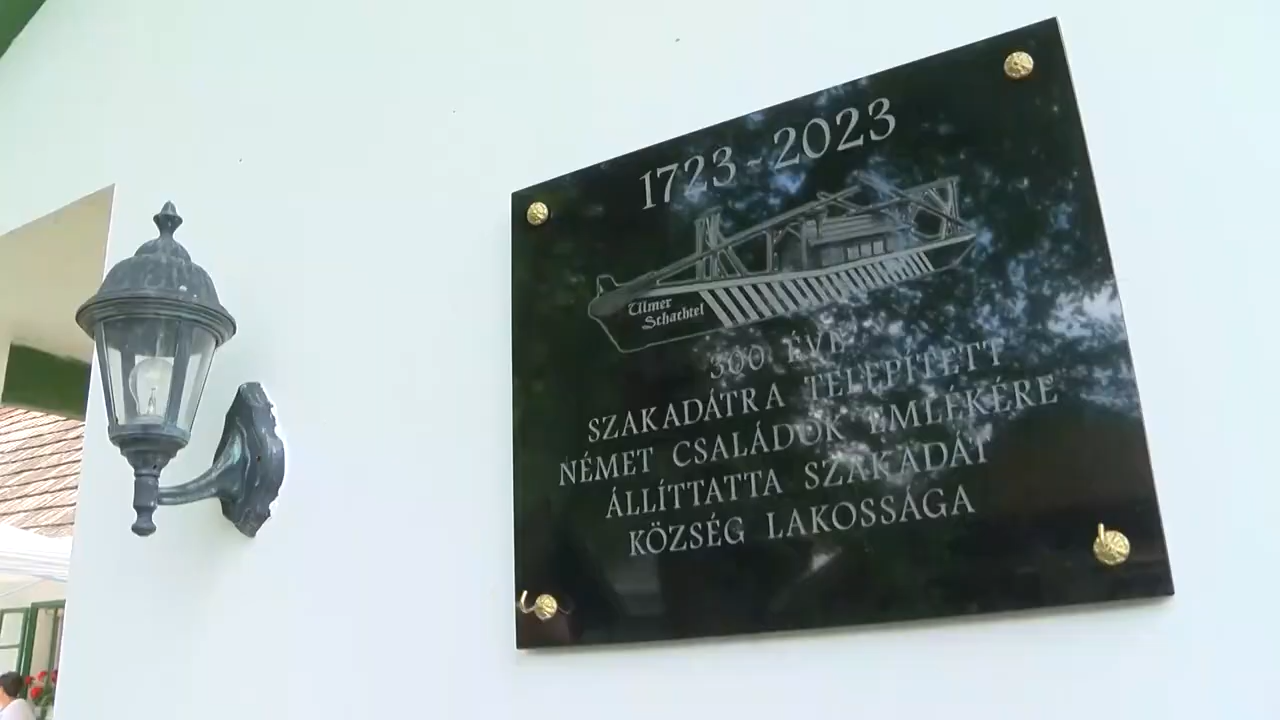 1723-2023
Ulmer
Schachtel
300 ÉVE
SZAKADÁTRA TELEPÍTETT
NÉMET CSALÁDOK EMLÉKÉRE
ÁLLÍTTATTA SZAKADÁT
KÖZSÉG LAKOSSÁGA